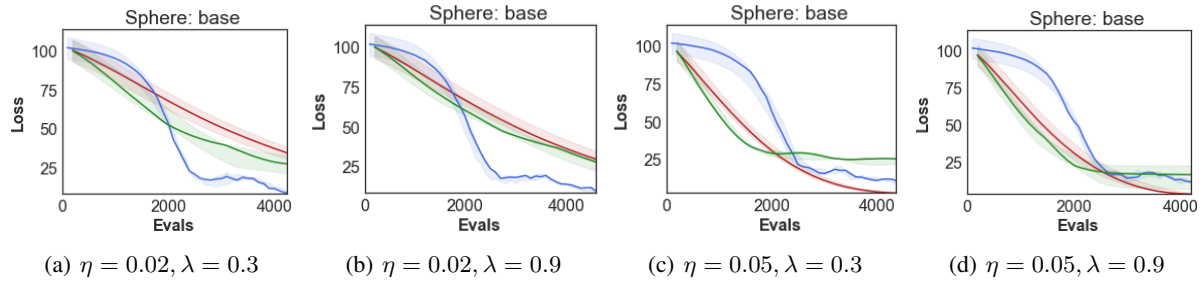 Sphere: base
Loss
100
75
50
25
0 2000 4000
Evals
(a) η = 0.02, λ = 0.3
Sphere: base
Loss
100
75
50
25
0 2000 4000
Evals
(b) η = 0.02, λ = 0.9
Sphere: base
Loss
100
75
50
25
0 2000 4000
Evals
(c) η = 0.05, λ = 0.3
Sphere: base
Loss
100
75
50
25
0 2000 4000
Evals
(d) η = 0.05, λ = 0.9